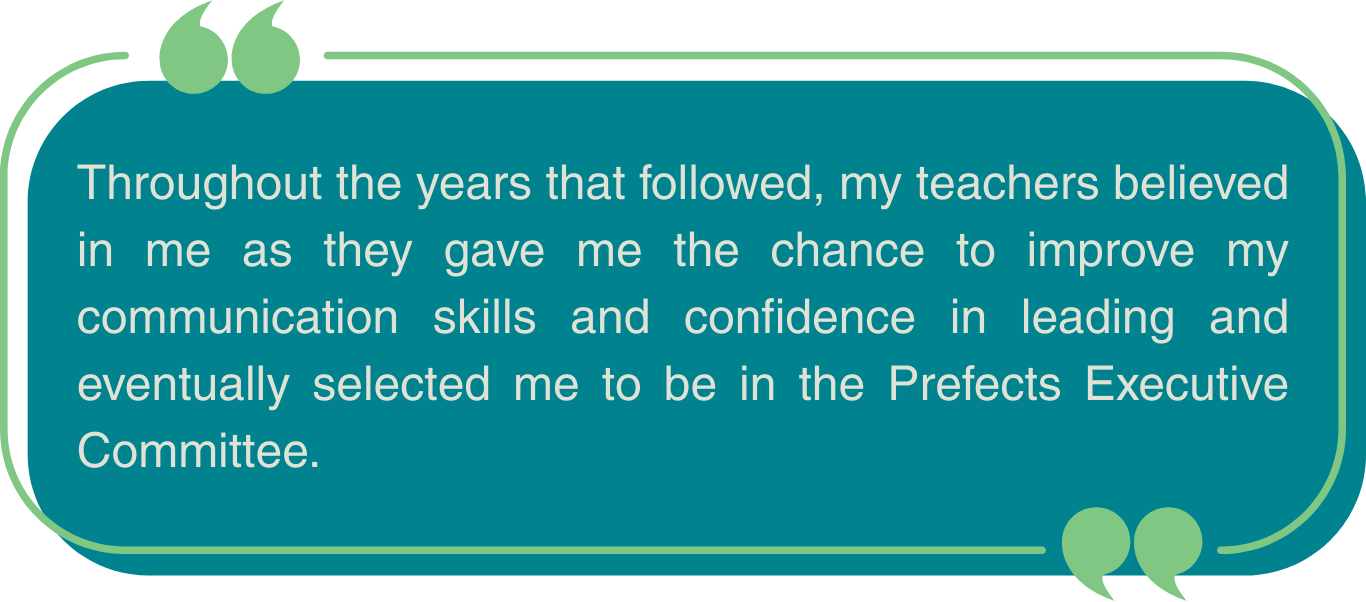 Throughout the years that followed, my teachers believed
in me as they gave me the chance to improve my
communication skills and confidence in leading and
eventually selected me to be in the Prefects Executive
Committee.